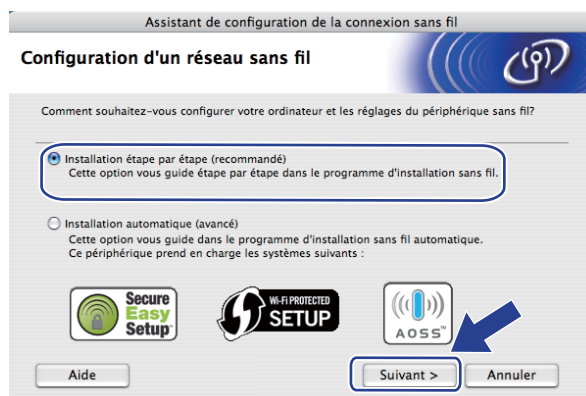 Assistant de configuration de la connexion sans fil
Configuration d'un réseau sans fil
Comment souhaitez-vous configurer votre ordinateur et les réglages du périphérique sans fil?
Installation étape par étape (recommandé)
Cette option vous guide étape par étape dans le programme d'installation sans fil.
Installation automatique (avancé)
Cette option vous guide dans le programme d'installation sans fil automatique.
Ce périphérique prend en charge les systèmes suivants :
Secure
Easy
Setup™
WI-FI PROTECTED
SETUP
AOSS™
Aide
Suivant >
Annuler